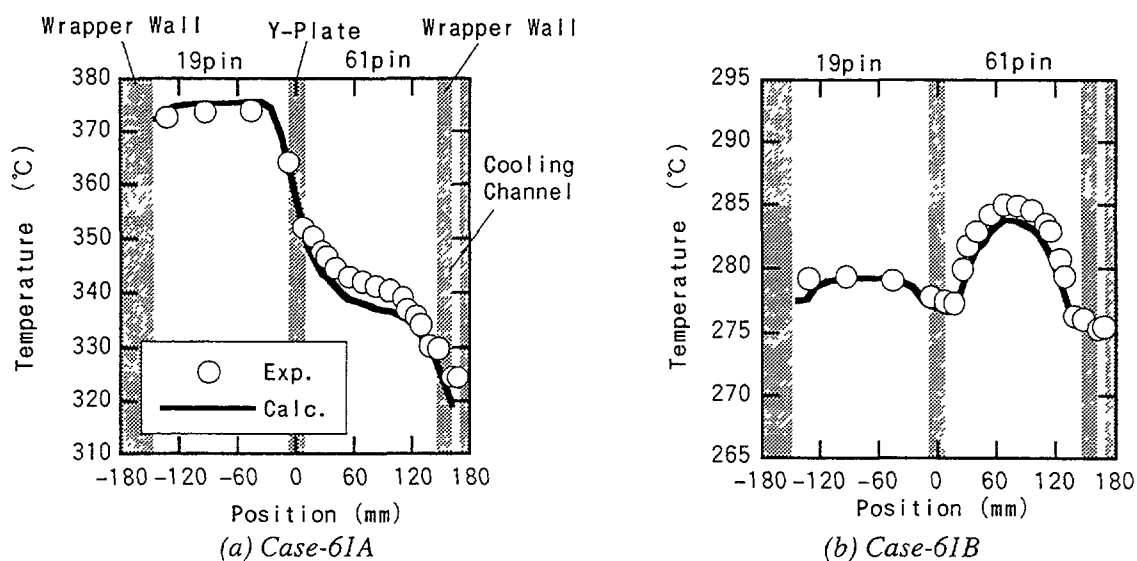 Wrapper Wall Y-Plate Wrapper Wall
19pin 61pin
380
370
360
350
340
330
320
310
Temperature (℃)
Cooling
Channel
Exp.
Calc.
-180 -120 -60 0 60 120 180
Position (mm)
(a) Case-61A
19pin 61pin
295
290
285
280
275
270
265
Temperature (℃)
-180 -120 -60 0 60 120 180
Position (mm)
(b) Case-61B